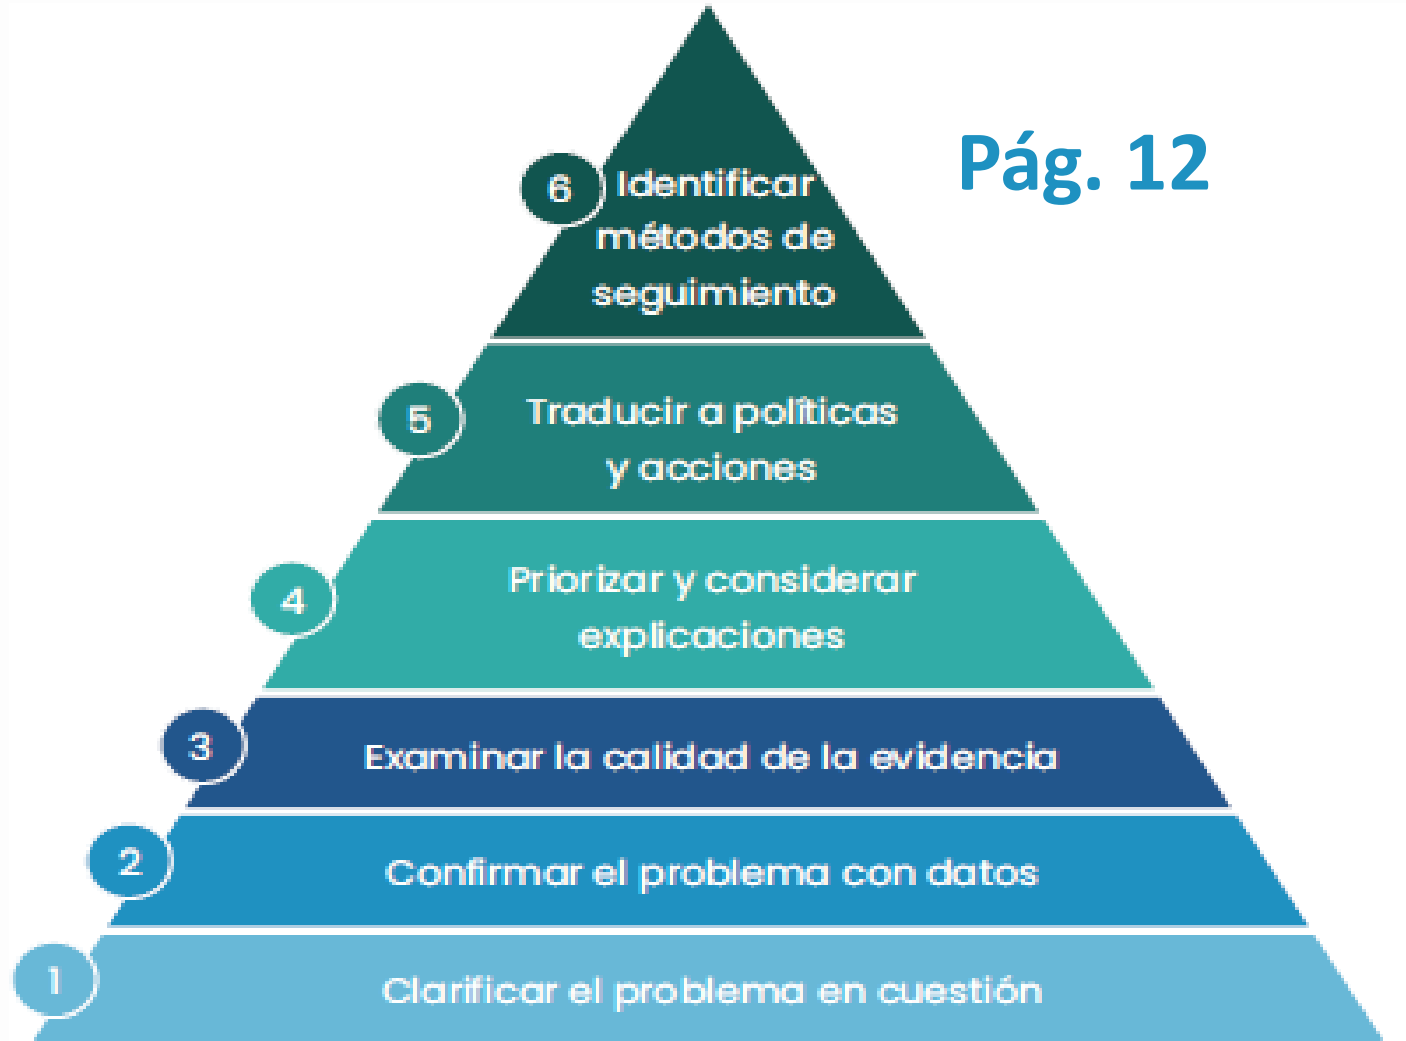 Pág. 12
6
Identificar
métodos de
seguimiento
5
Traducir a políticas
y acciones
4
Priorizar y considerar
explicaciones
3
Examinar la calidad de la evidencia
2
Confirmar el problema con datos
1
Clarificar el problema en cuestión